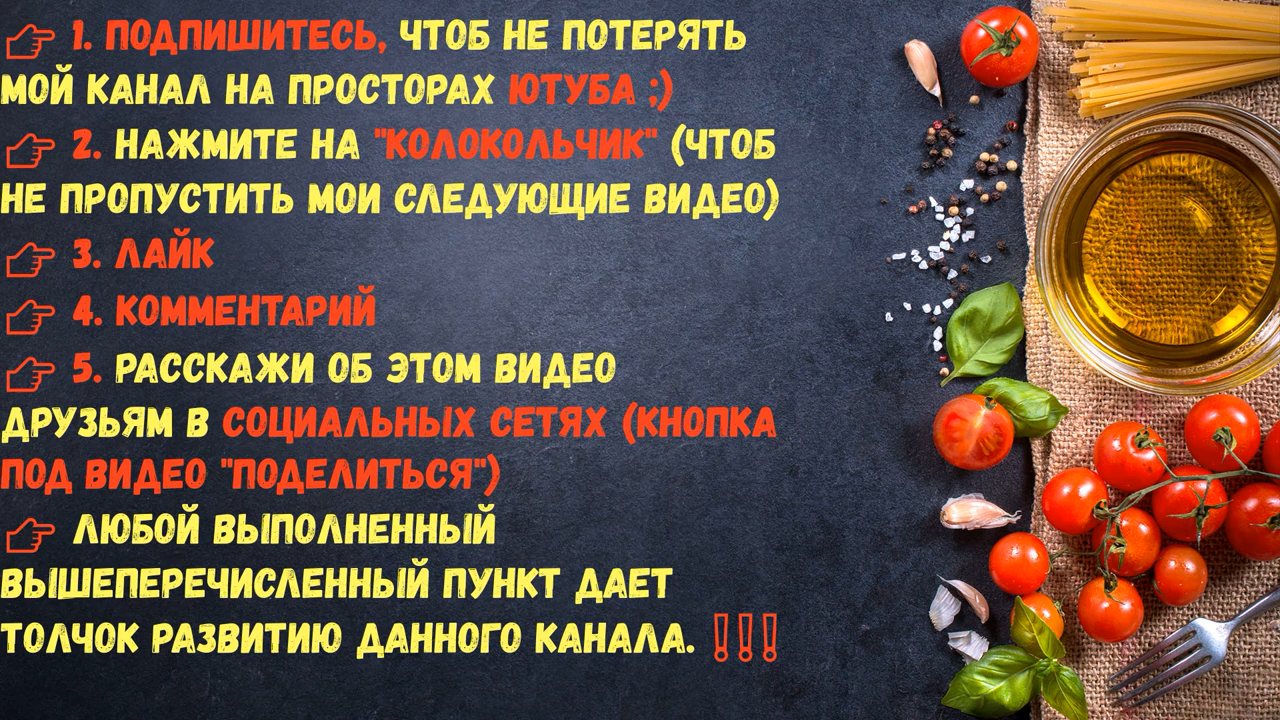 👉 1. ПОДПИШИТЕСЬ, ЧТОБ НЕ ПОТЕРЯТЬ
МОЙ КАНАЛ НА ПРОСТОРАХ ЮТУБА ;)
👉 2. НАЖМИТЕ НА "КОЛОКОЛЬЧИК" (ЧТОБ
НЕ ПРОПУСТИТЬ МОИ СЛЕДУЮЩИЕ ВИДЕО)
👉 3. ЛАЙК
👉 4. КОММЕНТАРИЙ
👉 5. РАССКАЖИ ОБ ЭТОМ ВИДЕО
ДРУЗЬЯМ В СОЦИАЛЬНЫХ СЕТЯХ (КНОПКА
ПОД ВИДЕО "ПОДЕЛИТЬСЯ")
👉 ЛЮБОЙ ВЫПОЛНЕННЫЙ
ВЫШЕПЕРЕЧИСЛЕННЫЙ ПУНКТ ДАЕТ
ТОЛЧОК РАЗВИТИЮ ДАННОГО КАНАЛА. ❗❗❗